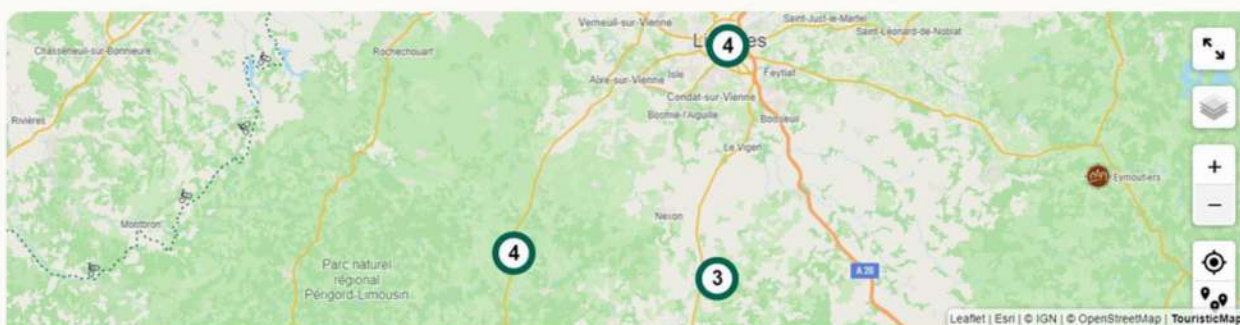 Verneuil-sur-Vienne
Saint-Just-le-Martel
Saint-Léonard-de-Noblat
Chasseneuil-sur-Bonnieure
Rochechouart
4
Aixe-sur-Vienne
Isle
Feytiat
Condat-sur-Vienne
Rivières
Bosmie-l'Aiguille
Boisseuil
Le Vigen
+
Eymoutiers
−
Montbron
Nexon
4
Parc naturel
régional
Périgord-Limousin
3
A 20
Leaflet | Esri | © IGN | © OpenStreetMap | TouristicMap